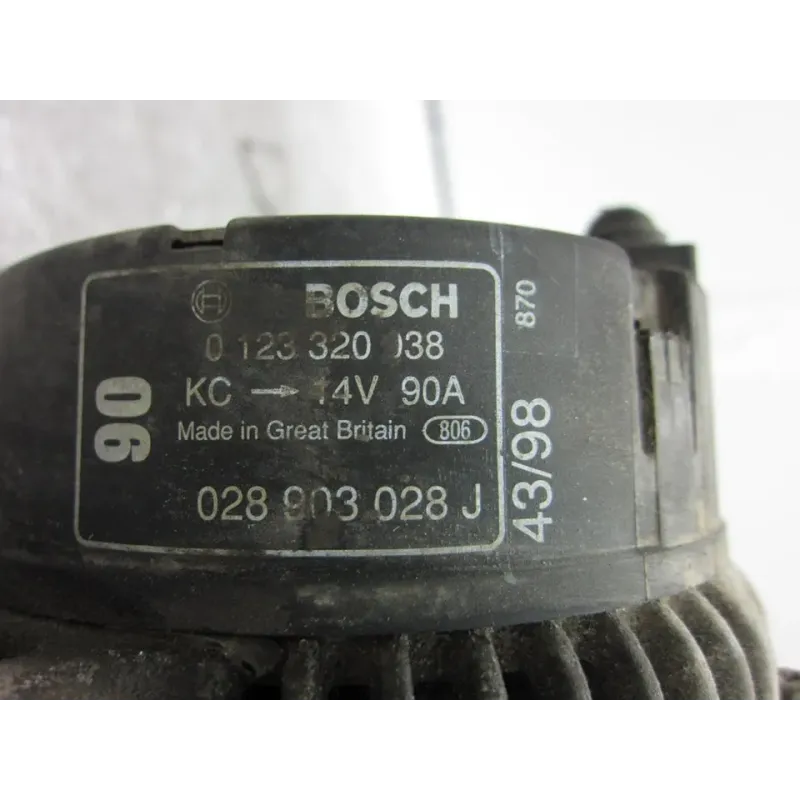 BOSCH
0 123 320 038
KC → 14V 90A
Made in Great Britain 806
028 903 028 J
90
43/98
870